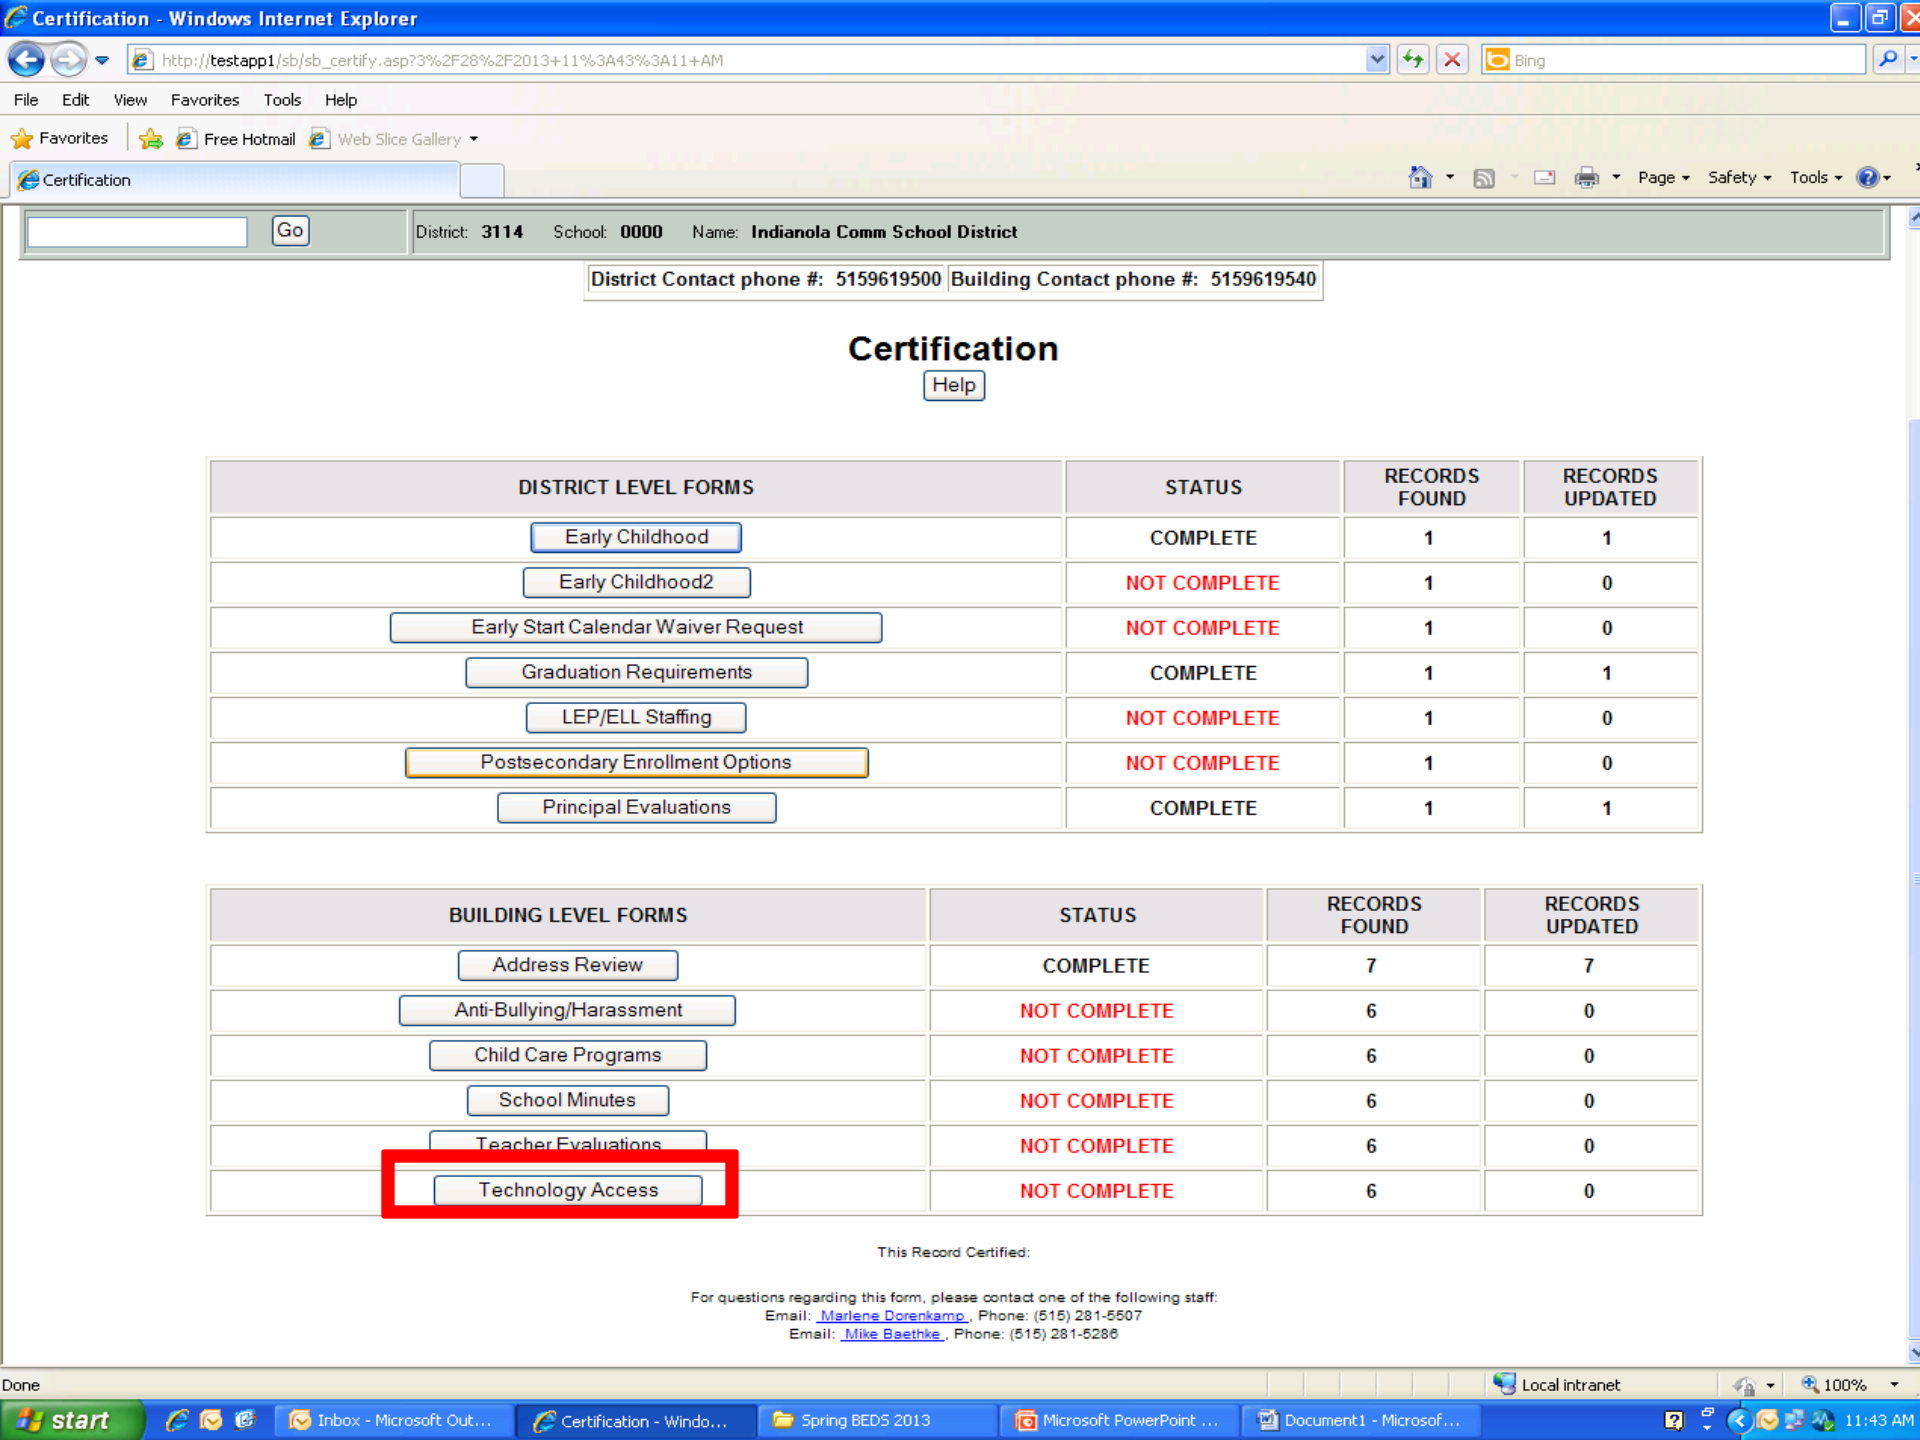 Certification - Windows Internet Explorer
http://testapp1/sb/sb_certify.asp?3%2F28%2F2013+11%3A43%3A11+AM
Bing
File Edit View Favorites Tools Help
Favorites Free Hotmail Web Slice Gallery
Certification
Page Safety Tools
Go
District: 3114 School: 0000 Name: Indianola Comm School District
District Contact phone #: 5159619500 Building Contact phone #: 5159619540
Certification
Help
DISTRICT LEVEL FORMS STATUS RECORDS FOUND RECORDS UPDATED
Early Childhood COMPLETE 1 1
Early Childhood2 NOT COMPLETE 1 0
Early Start Calendar Waiver Request NOT COMPLETE 1 0
Graduation Requirements COMPLETE 1 1
LEP/ELL Staffing NOT COMPLETE 1 0
Postsecondary Enrollment Options NOT COMPLETE 1 0
Principal Evaluations COMPLETE 1 1
BUILDING LEVEL FORMS STATUS RECORDS FOUND RECORDS UPDATED
Address Review COMPLETE 7 7
Anti-Bullying/Harassment NOT COMPLETE 6 0
Child Care Programs NOT COMPLETE 6 0
School Minutes NOT COMPLETE 6 0
Teacher Evaluations NOT COMPLETE 6 0
Technology Access NOT COMPLETE 6 0
This Record Certified:
For questions regarding this form, please contact one of the following staff:
Email: Marlene Dorenkamp , Phone: (515) 281-5507
Email: Mike Baethke , Phone: (515) 281-5286
Done Local intranet 100%
start Inbox - Microsoft Out... Certification - Windo... Spring BEDS 2013 Microsoft PowerPoint ... Document1 - Microsof... 11:43 AM